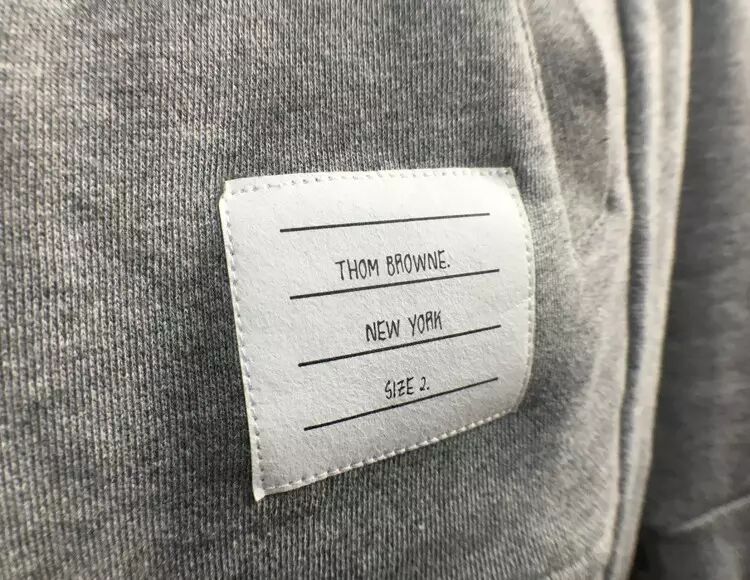 THOM BROWNE.
NEW YORK
SIZE 2.